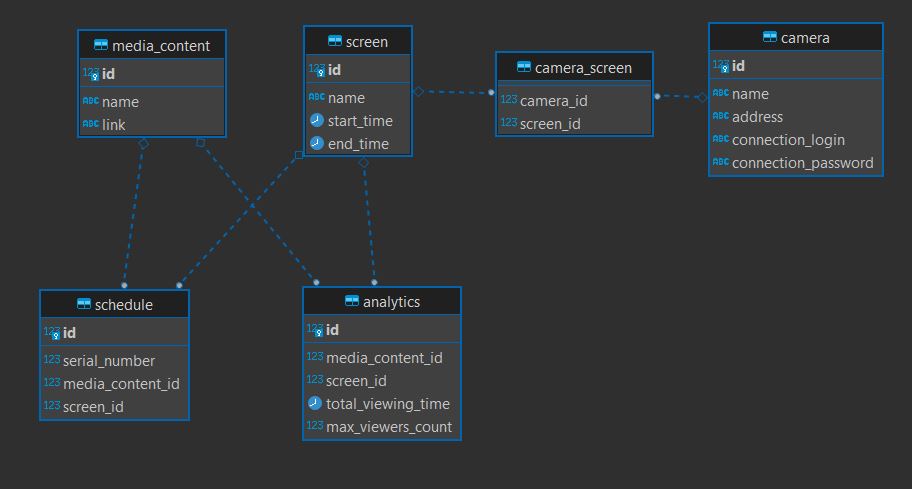 media_content
123 id
ABC name
ABC link
screen
123 id
ABC name
start_time
end_time
camera_screen
123 camera_id
123 screen_id
camera
123 id
ABC name
ABC address
ABC connection_login
ABC connection_password
schedule
123 id
123 serial_number
123 media_content_id
123 screen_id
analytics
123 id
123 media_content_id
123 screen_id
total_viewing_time
123 max_viewers_count